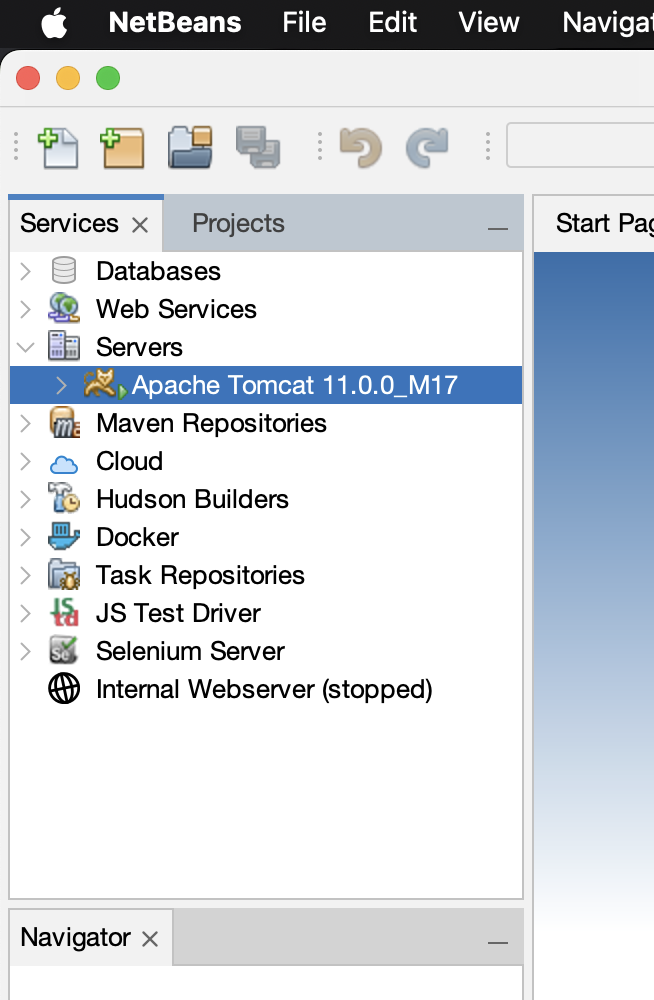 NetBeans File Edit View Navigat
Services Projects
Start Pag
Databases
Web Services
Servers
Apache Tomcat 11.0.0_M17
Maven Repositories
Cloud
Hudson Builders
Docker
Task Repositories
JS Test Driver
Selenium Server
Internal Webserver (stopped)
Navigator